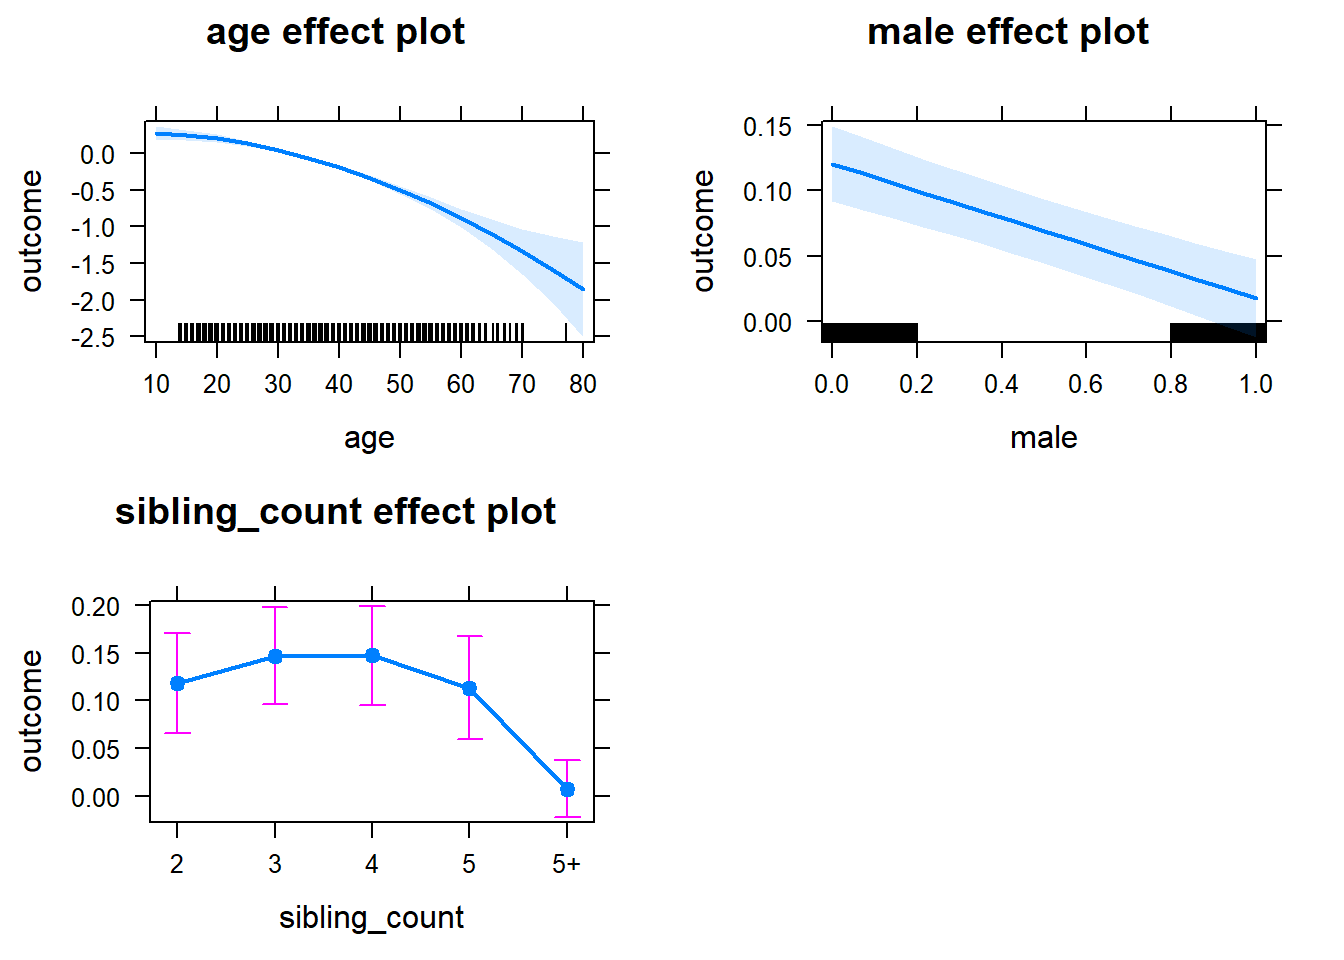 age effect plot
outcome
0.0
-0.5
-1.0
-1.5
-2.0
-2.5
10 20 30 40 50 60 70 80
age
male effect plot
outcome
0.15
0.10
0.05
0.00
0.0 0.2 0.4 0.6 0.8 1.0
male
sibling_count effect plot
outcome
0.20
0.15
0.10
0.05
0.00
2 3 4 5 5+
sibling_count